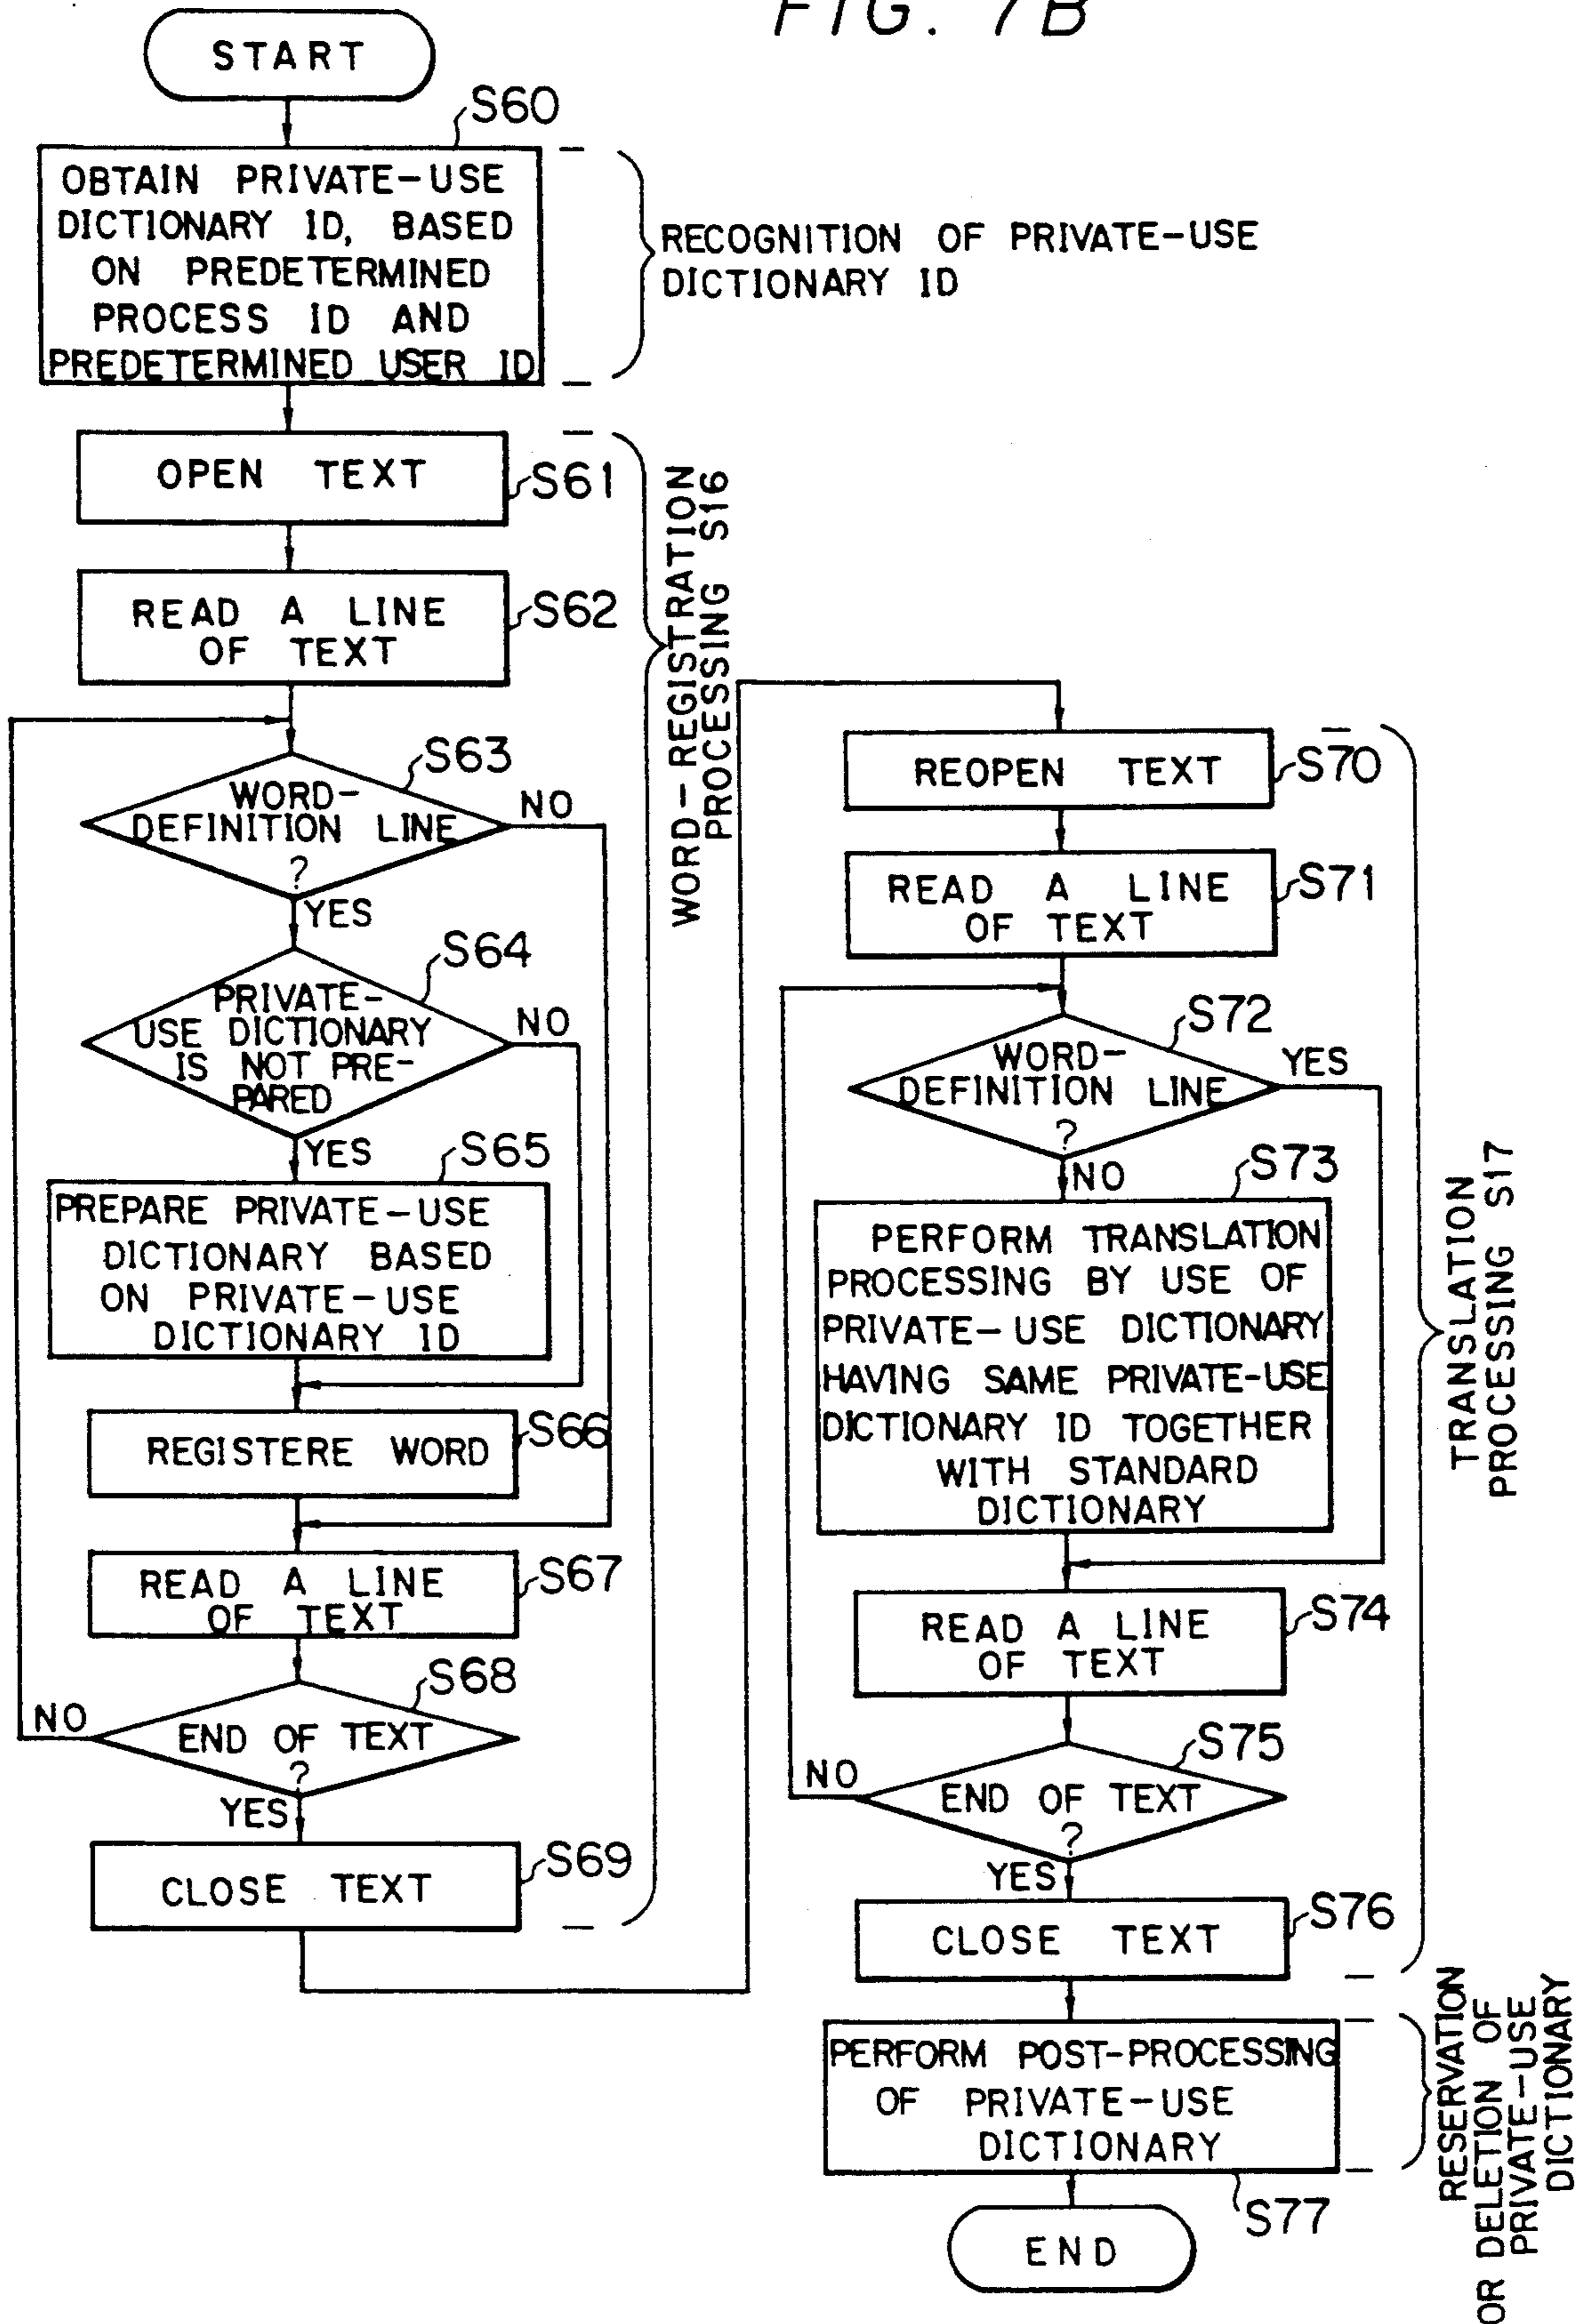 FIG. 7B
START
S60
OBTAIN PRIVATE-USE
DICTIONARY ID, BASED
ON PREDETERMINED
PROCESS ID AND
PREDETERMINED USER ID
RECOGNITION OF PRIVATE-USE
DICTIONARY ID
OPEN TEXT
S61
READ A LINE
OF TEXT
S62
S63
WORD-
DEFINITION LINE
?
NO
YES
S64
PRIVATE-
USE DICTIONARY
IS NOT PRE-
PARED
NO
YES
S65
PREPARE PRIVATE-USE
DICTIONARY BASED
ON PRIVATE-USE
DICTIONARY ID
REGISTERE WORD
S66
READ A LINE
OF TEXT
S67
S68
END OF TEXT
?
NO
YES
CLOSE TEXT
S69
WORD-REGISTRATION
PROCESSING S16
REOPEN TEXT
S70
READ A LINE
OF TEXT
S71
S72
WORD-
DEFINITION LINE
?
YES
NO
S73
PERFORM TRANSLATION
PROCESSING BY USE OF
PRIVATE-USE DICTIONARY
HAVING SAME PRIVATE-USE
DICTIONARY ID TOGETHER
WITH STANDARD
DICTIONARY
READ A LINE
OF TEXT
S74
S75
END OF TEXT
?
NO
YES
CLOSE TEXT
S76
TRANSLATION
PROCESSING S17
PERFORM POST-PROCESSING
OF PRIVATE-USE
DICTIONARY
S77
RESERVATION
OR DELETION OF
PRIVATE-USE
DICTIONARY
END